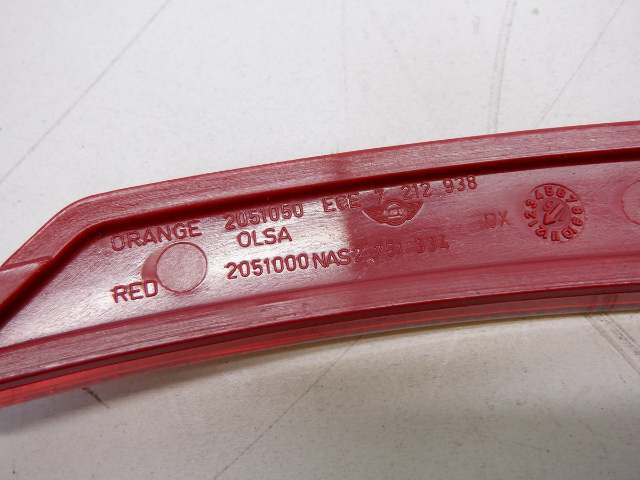 ORANGE 2051050 ECE 7 212 938
OLSA DX
RED 2051000 NAS